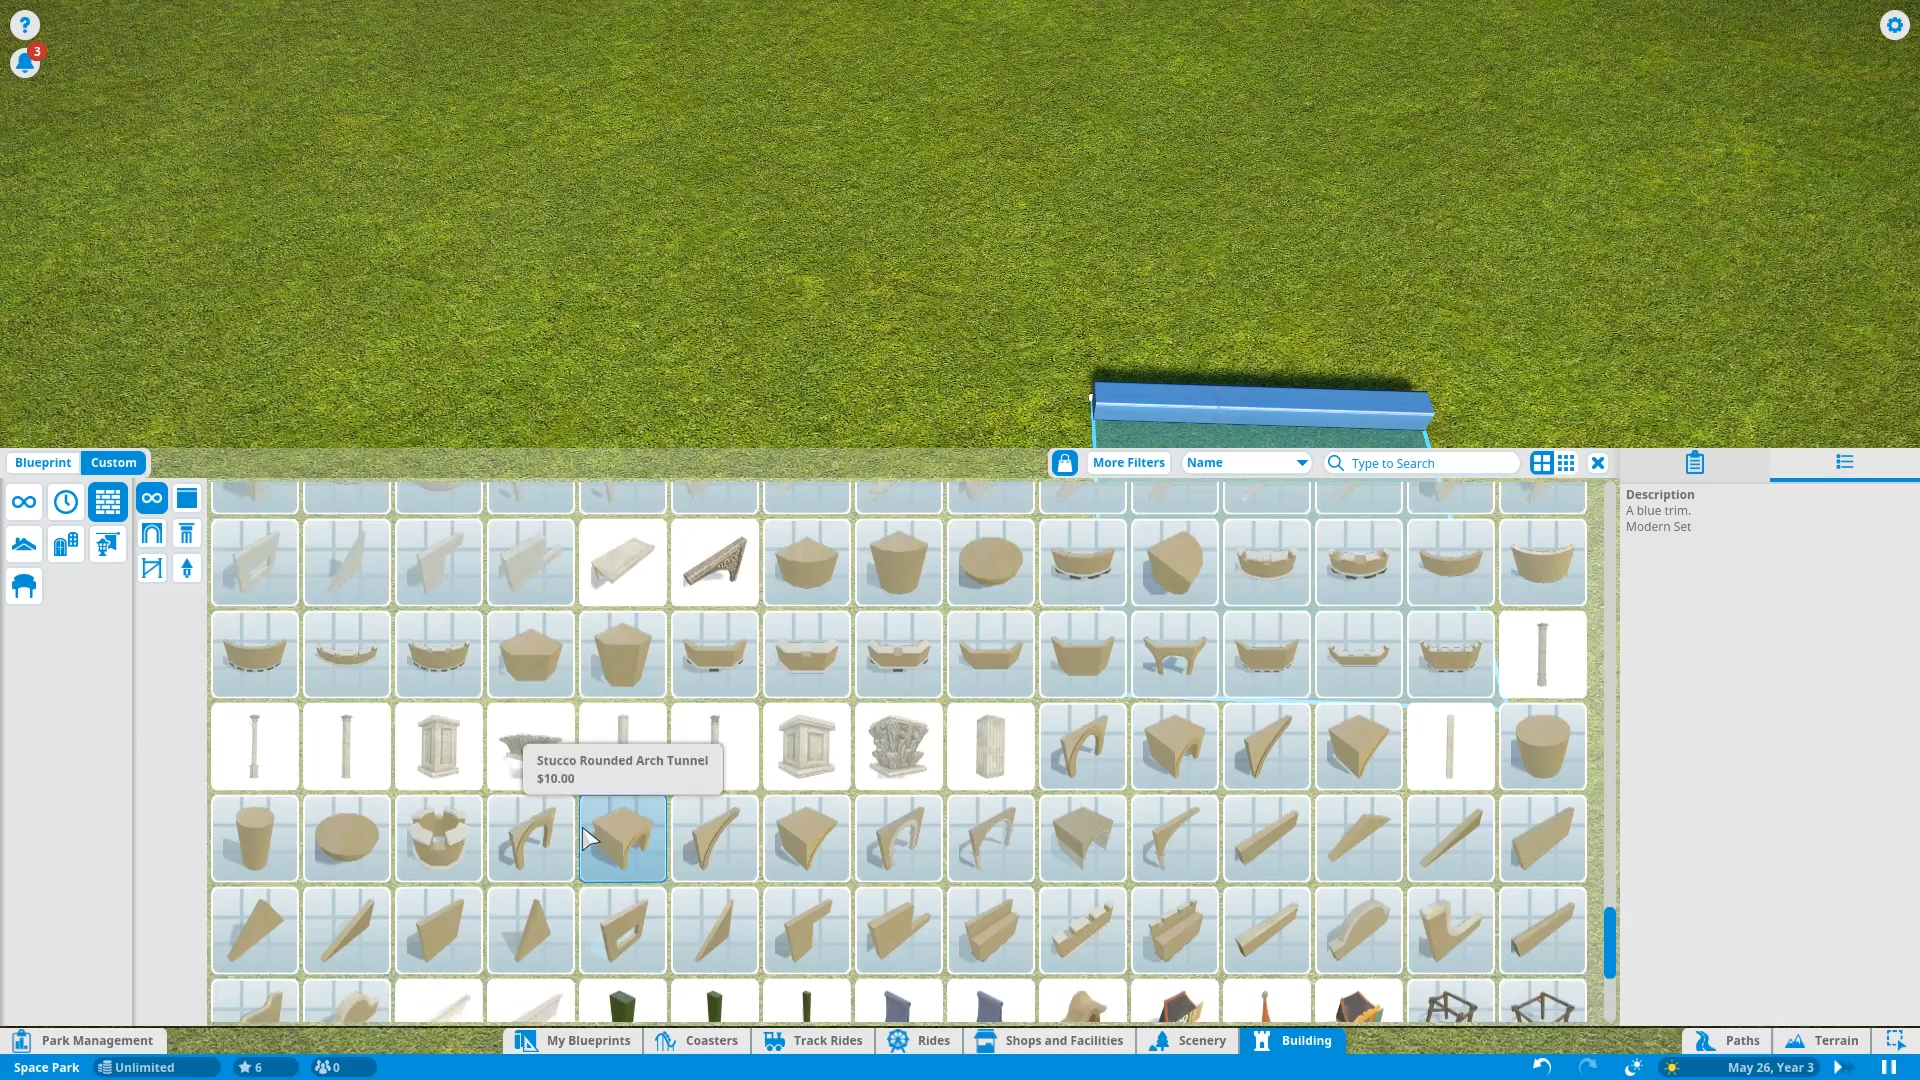 ?
3
Blueprint Custom More Filters Name Type to Search
Description
A blue trim.
Modern Set
Stucco Rounded Arch Tunnel
$10.00
Park Management My Blueprints Coasters Track Rides Rides Shops and Facilities Scenery Building Paths Terrain
Space Park Unlimited 6 0 May 26, Year 3